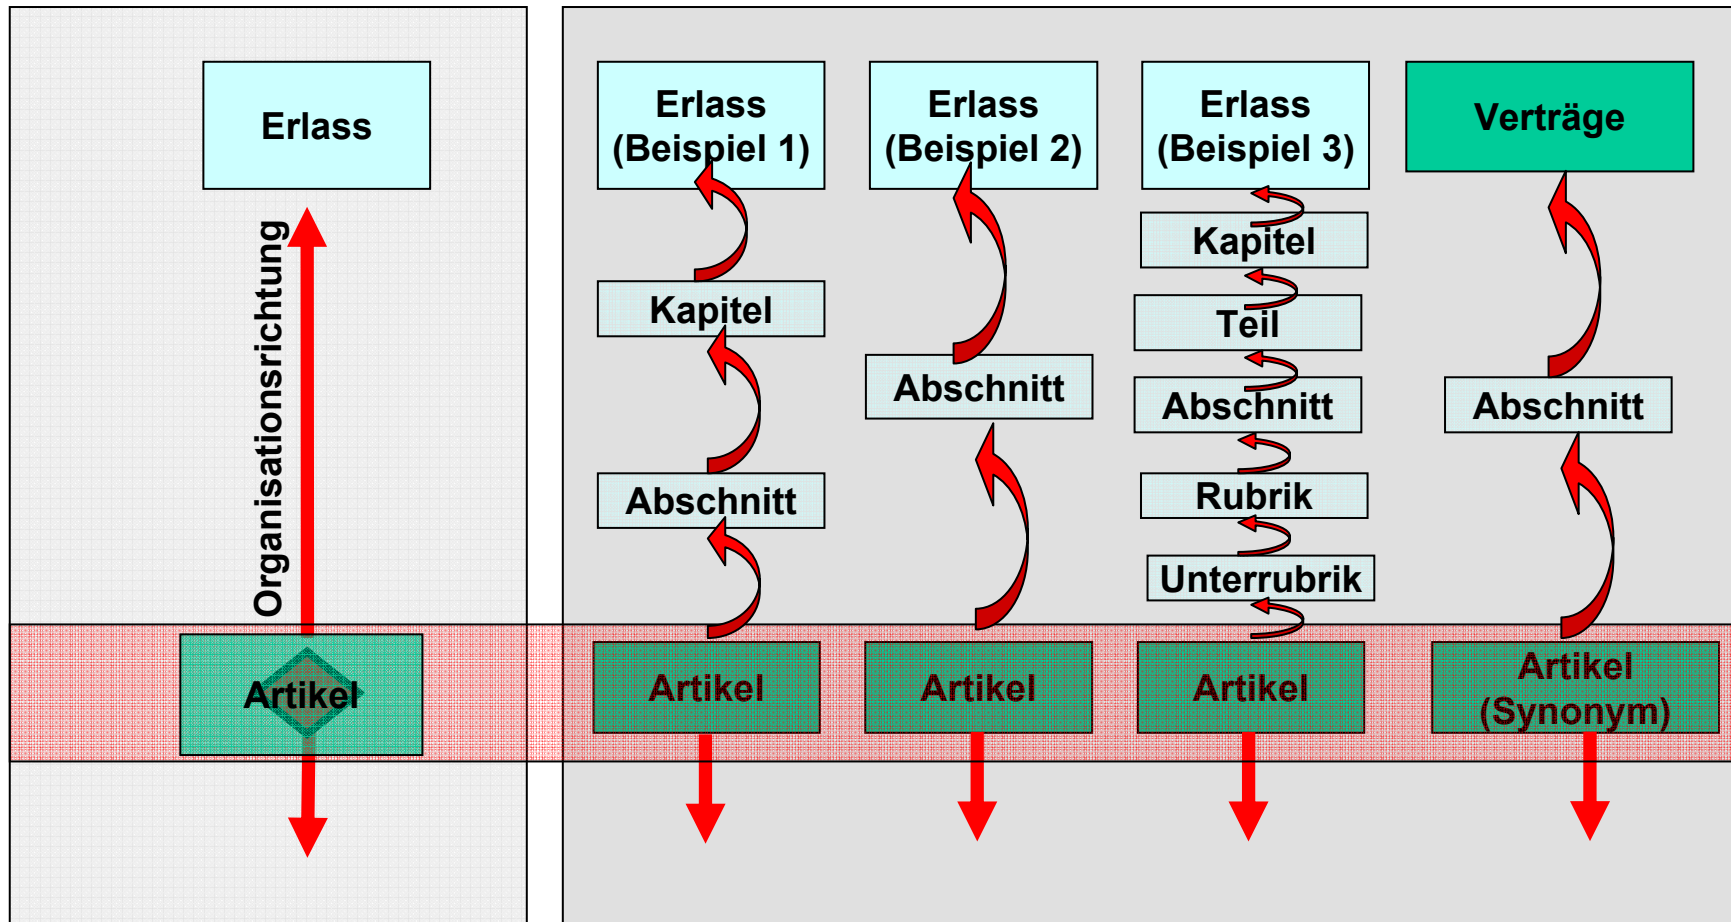 Erlass
Organisationsrichtung
Artikel
Erlass
(Beispiel 1)
Kapitel
Abschnitt
Artikel
Erlass
(Beispiel 2)
Abschnitt
Artikel
Erlass
(Beispiel 3)
Kapitel
Teil
Abschnitt
Rubrik
Unterrubrik
Artikel
Verträge
Abschnitt
Artikel
(Synonym)